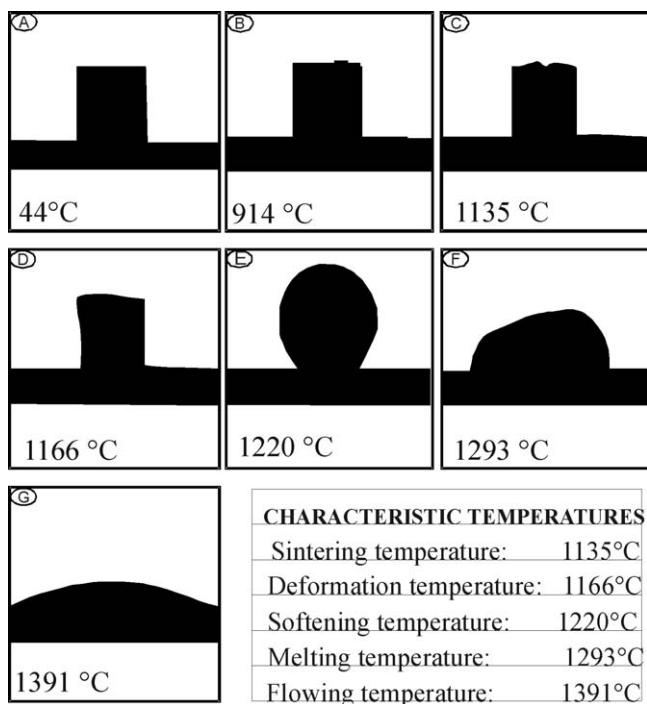 A
44°C
B
914 °C
C
1135 °C
D
1166 °C
E
1220 °C
F
1293 °C
G
1391 °C
CHARACTERISTIC TEMPERATURES
Sintering temperature: 1135°C
Deformation temperature: 1166°C
Softening temperature: 1220°C
Melting temperature: 1293°C
Flowing temperature: 1391°C